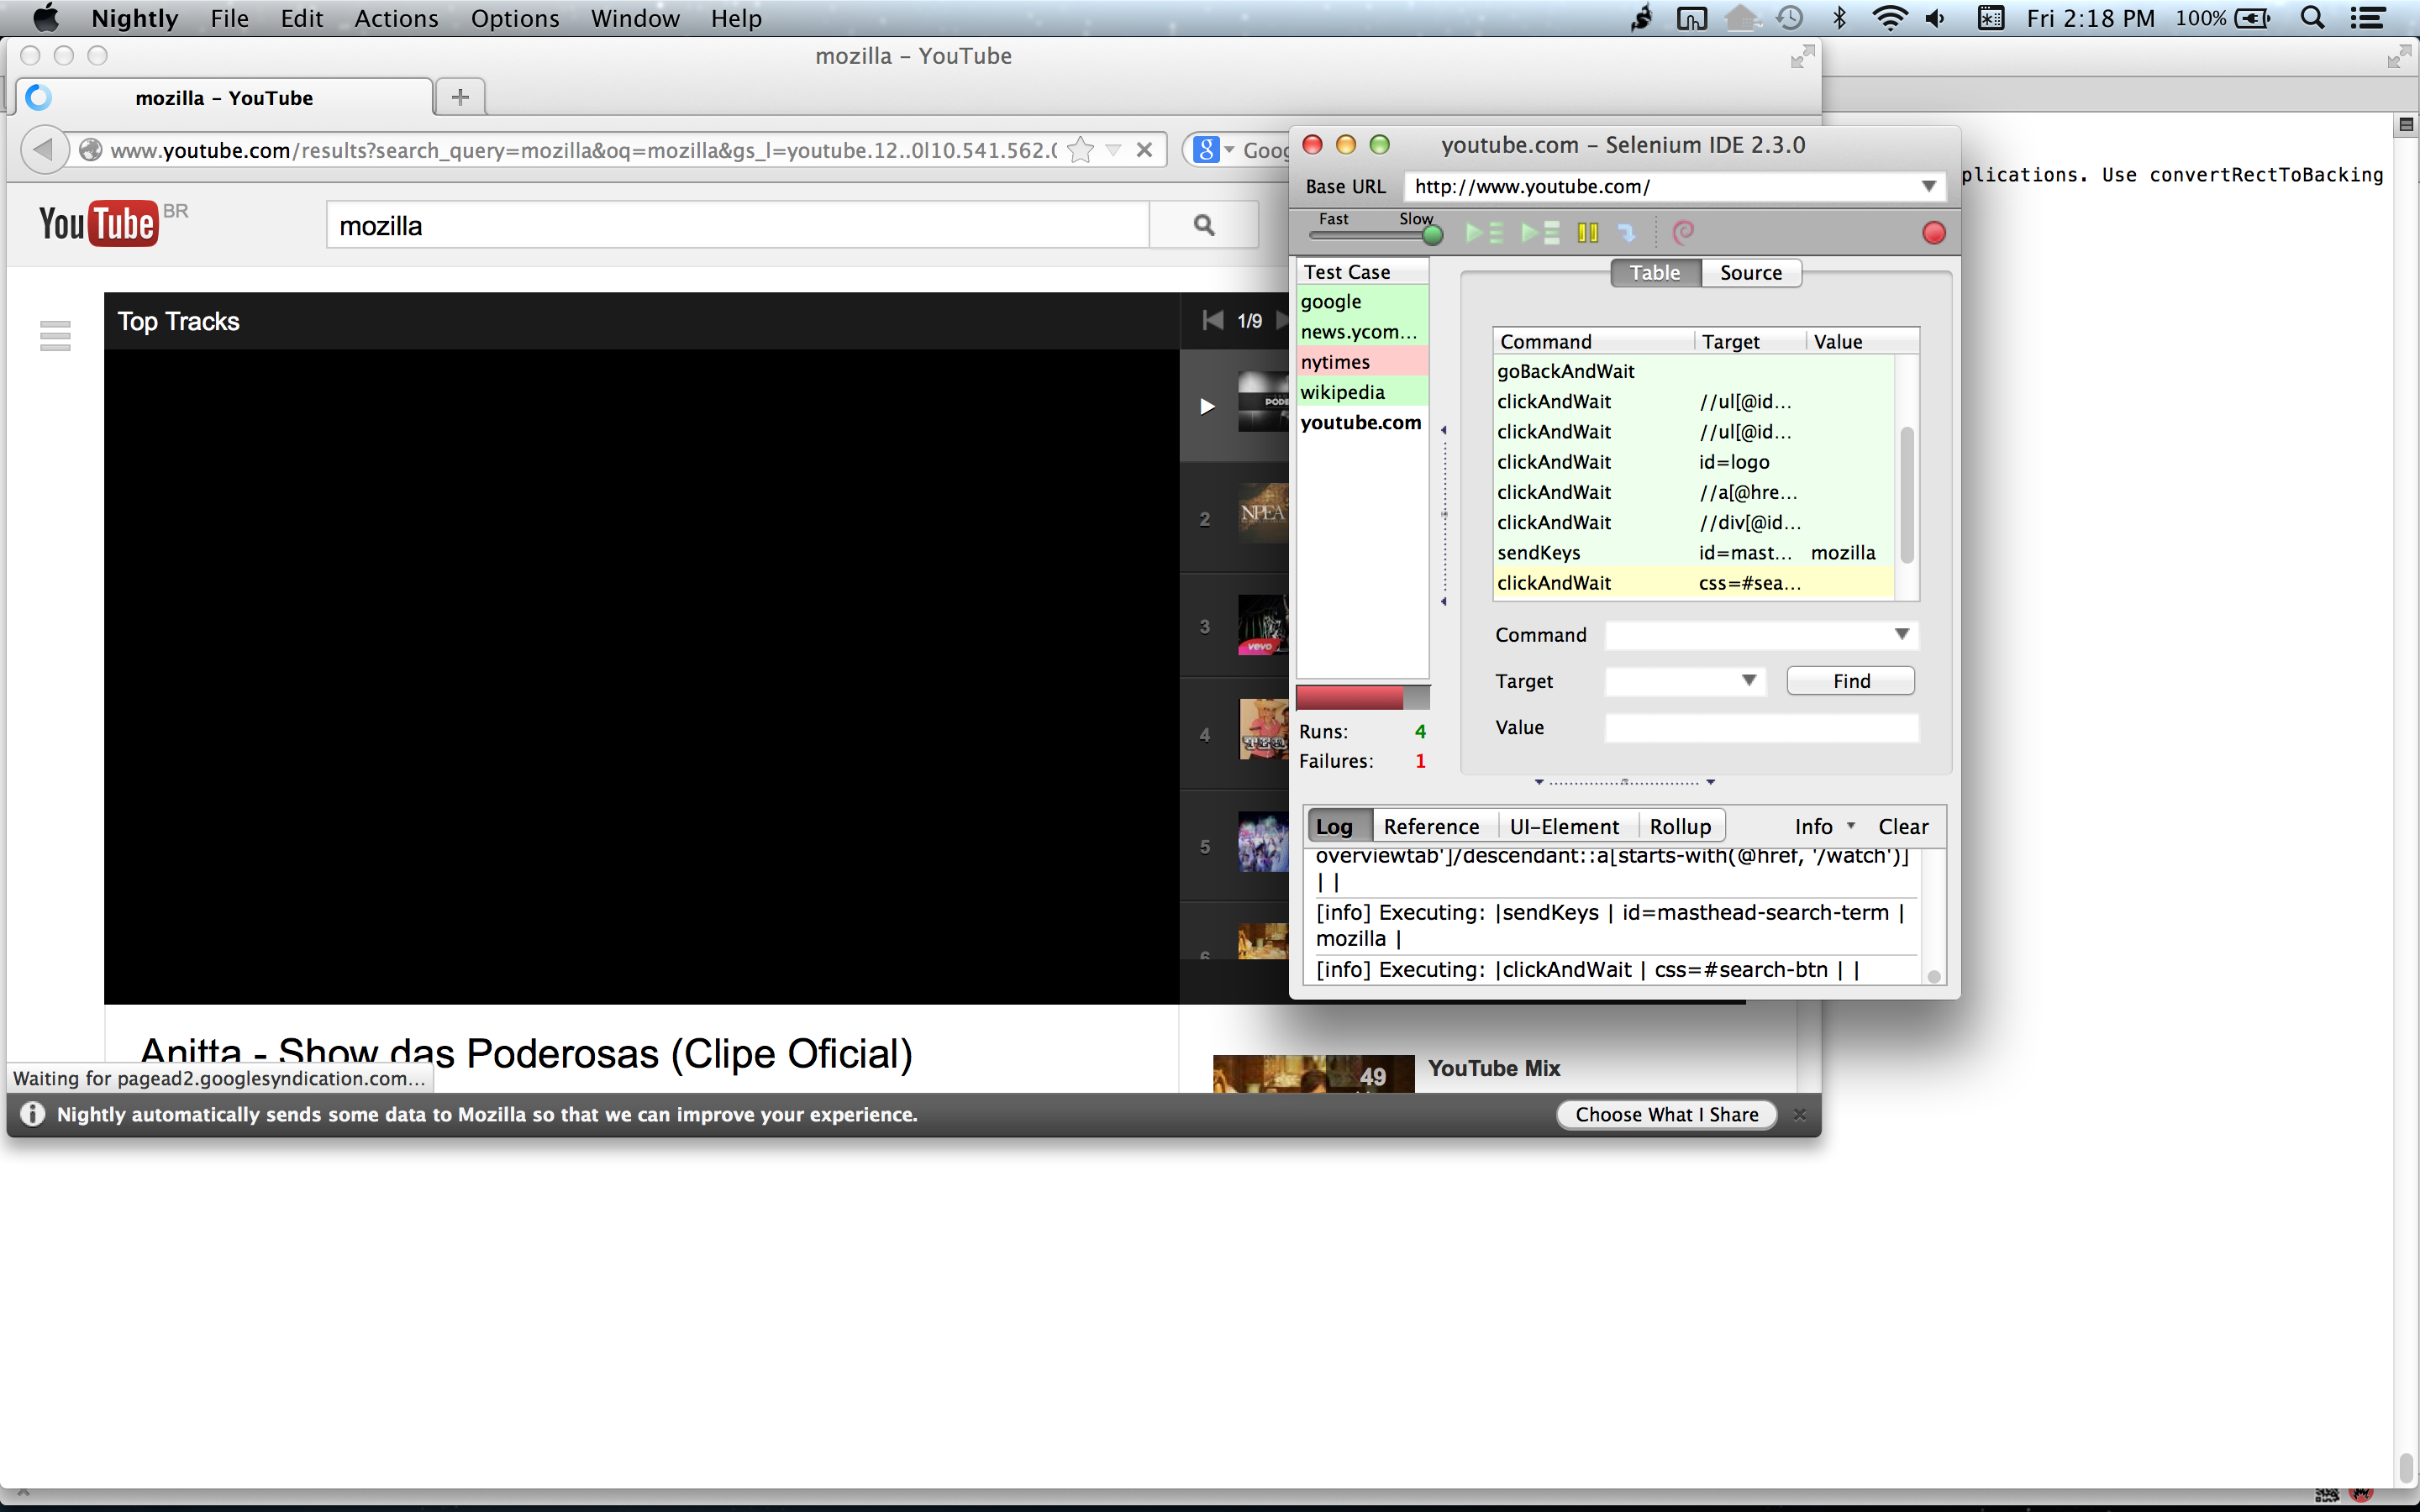 Nightly File Edit Actions Options Window Help Fri 2:18 PM 100%
mozilla – YouTube
mozilla – YouTube
www.youtube.com/results?search_query=mozilla&oq=mozilla&gs_l=youtube.12..0l10.541.562.0
YouTube BR
mozilla
Top Tracks
1/9
2
3
vevo
4
5
6
Anitta - Show das Poderosas (Clipe Oficial)
49
YouTube Mix
Waiting for pagead2.googlesyndication.com...
Nightly automatically sends some data to Mozilla so that we can improve your experience.
Choose What I Share
youtube.com – Selenium IDE 2.3.0
Base URL http://www.youtube.com/
Fast Slow
Test Case
google
news.ycom...
nytimes
wikipedia
youtube.com
Runs: 4
Failures: 1
Table Source
Command Target Value
goBackAndWait
clickAndWait //ul[@id...
clickAndWait //ul[@id...
clickAndWait id=logo
clickAndWait //a[@hre...
clickAndWait //div[@id...
sendKeys id=mast... mozilla
clickAndWait css=#sea...
Command
Target Find
Value
Log Reference UI-Element Rollup Info Clear
overviewtab']/descendant::a[starts-with(@href, '/watch')]
| |
[info] Executing: |sendKeys | id=masthead-search-term |
mozilla |
[info] Executing: |clickAndWait | css=#search-btn | |
plications. Use convertRectToBacking